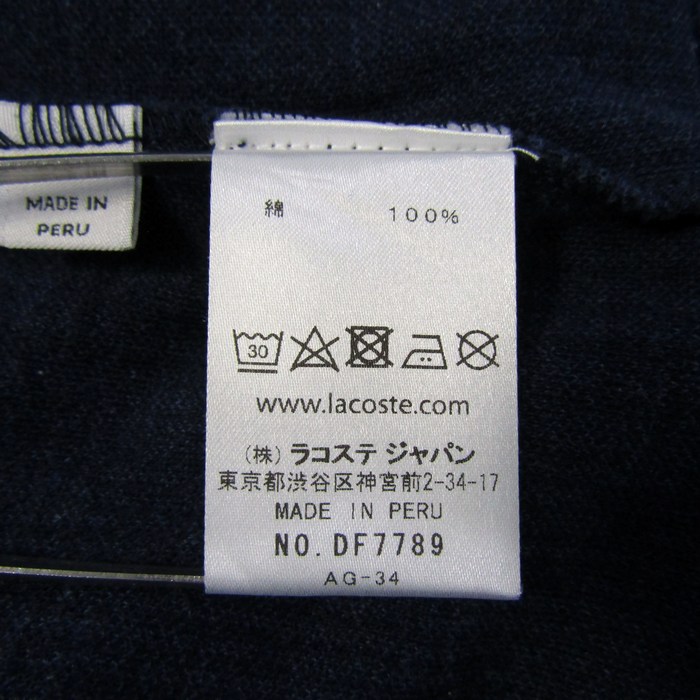 MADE IN
PERU
綿 100%
30
www.lacoste.com
(株) ラコステ ジャパン
東京都渋谷区神宮前2-34-17
MADE IN PERU
NO. DF7789
AG-34